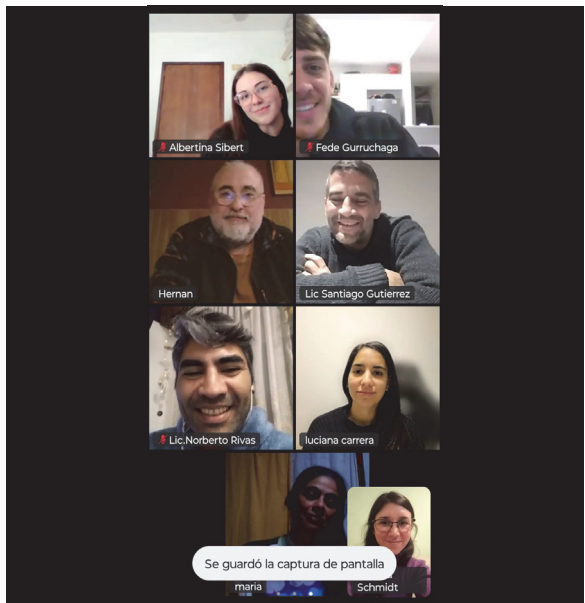 Albertina Sibert
Fede Gurruchaga
Hernan
Lic Santiago Gutierrez
Lic.Norberto Rivas
luciana carrera
Se guardó la captura de pantalla
maria
Schmidt